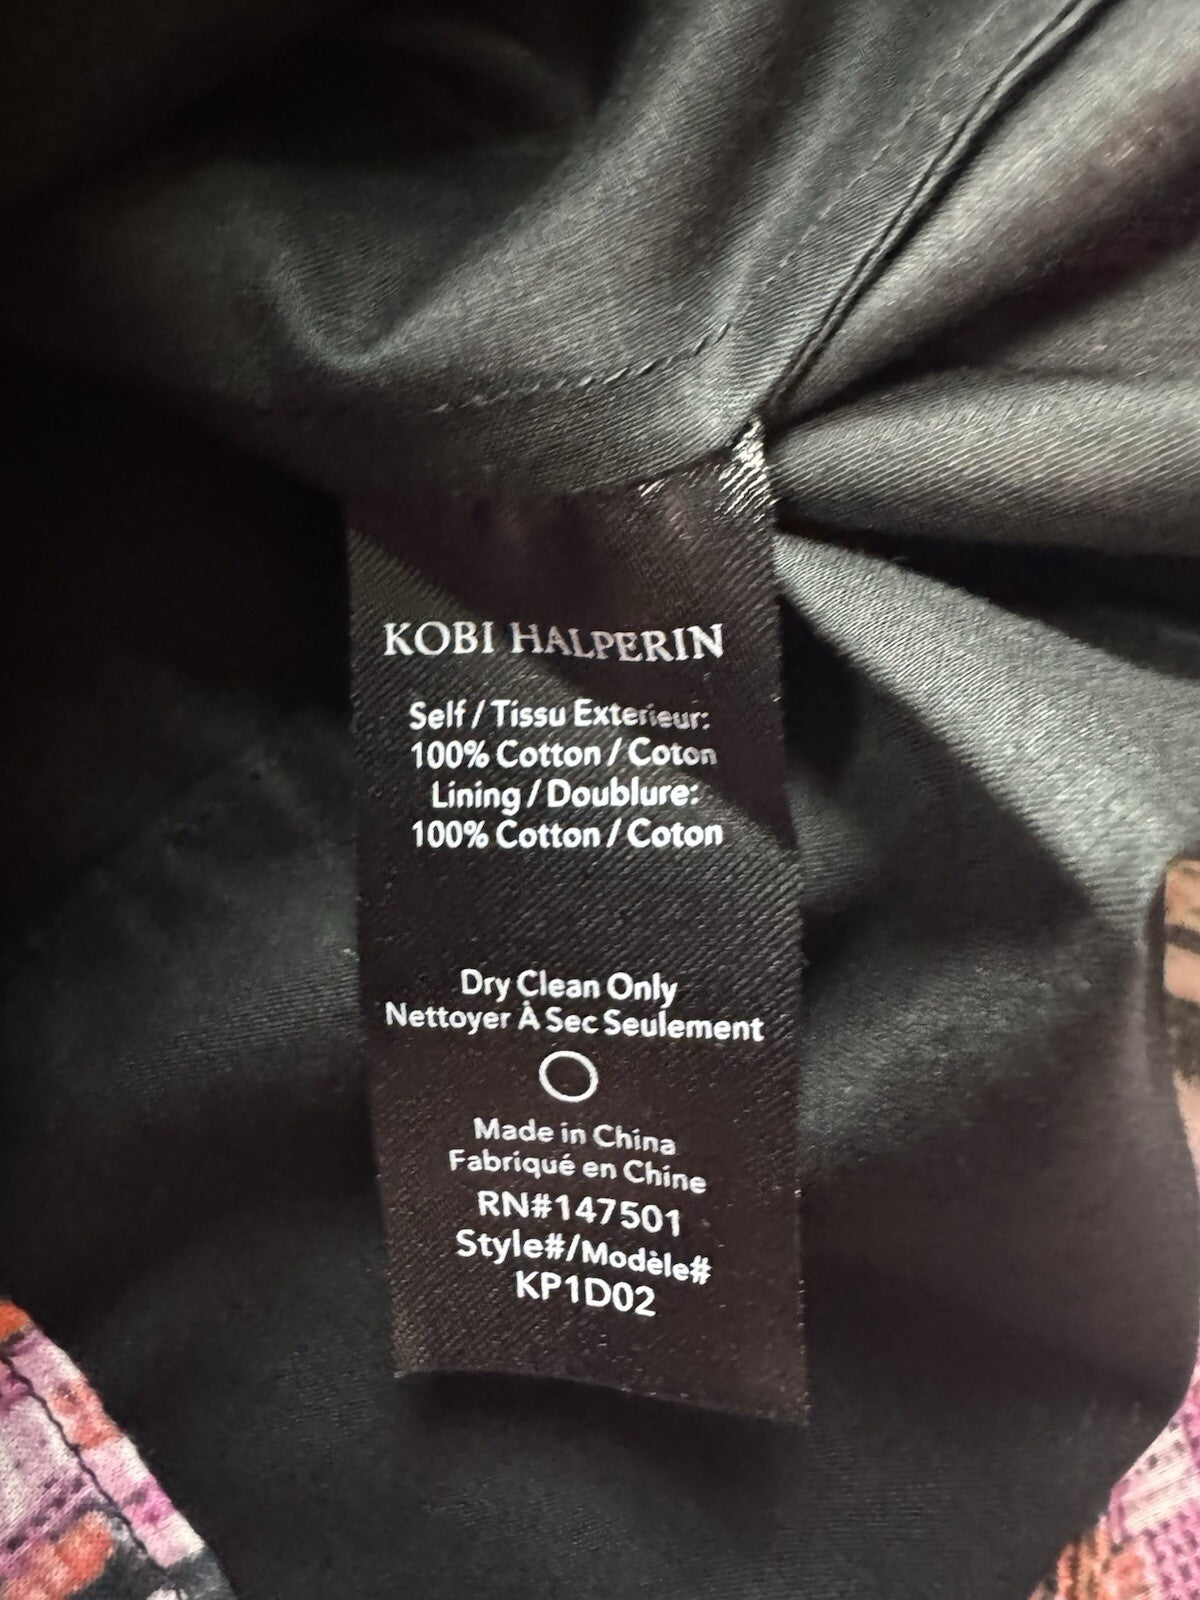 KOBI HALPERIN
Self / Tissu Exterieur:
100% Cotton / Coton
Lining / Doublure:
100% Cotton / Coton
Dry Clean Only
Nettoyer À Sec Seulement
Made in China
Fabriqué en Chine
RN#147501
Style#/Modèle#
KP1D02